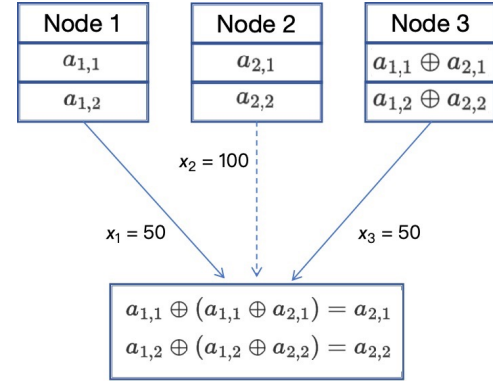 Node 1 Node 2 Node 3
a₁,₁ a₂,₁ a₁,₁ ⊕ a₂,₁
a₁,₂ a₂,₂ a₁,₂ ⊕ a₂,₂
x₂ = 100
x₁ = 50 x₃ = 50
a₁,₁ ⊕ (a₁,₁ ⊕ a₂,₁) = a₂,₁
a₁,₂ ⊕ (a₁,₂ ⊕ a₂,₂) = a₂,₂